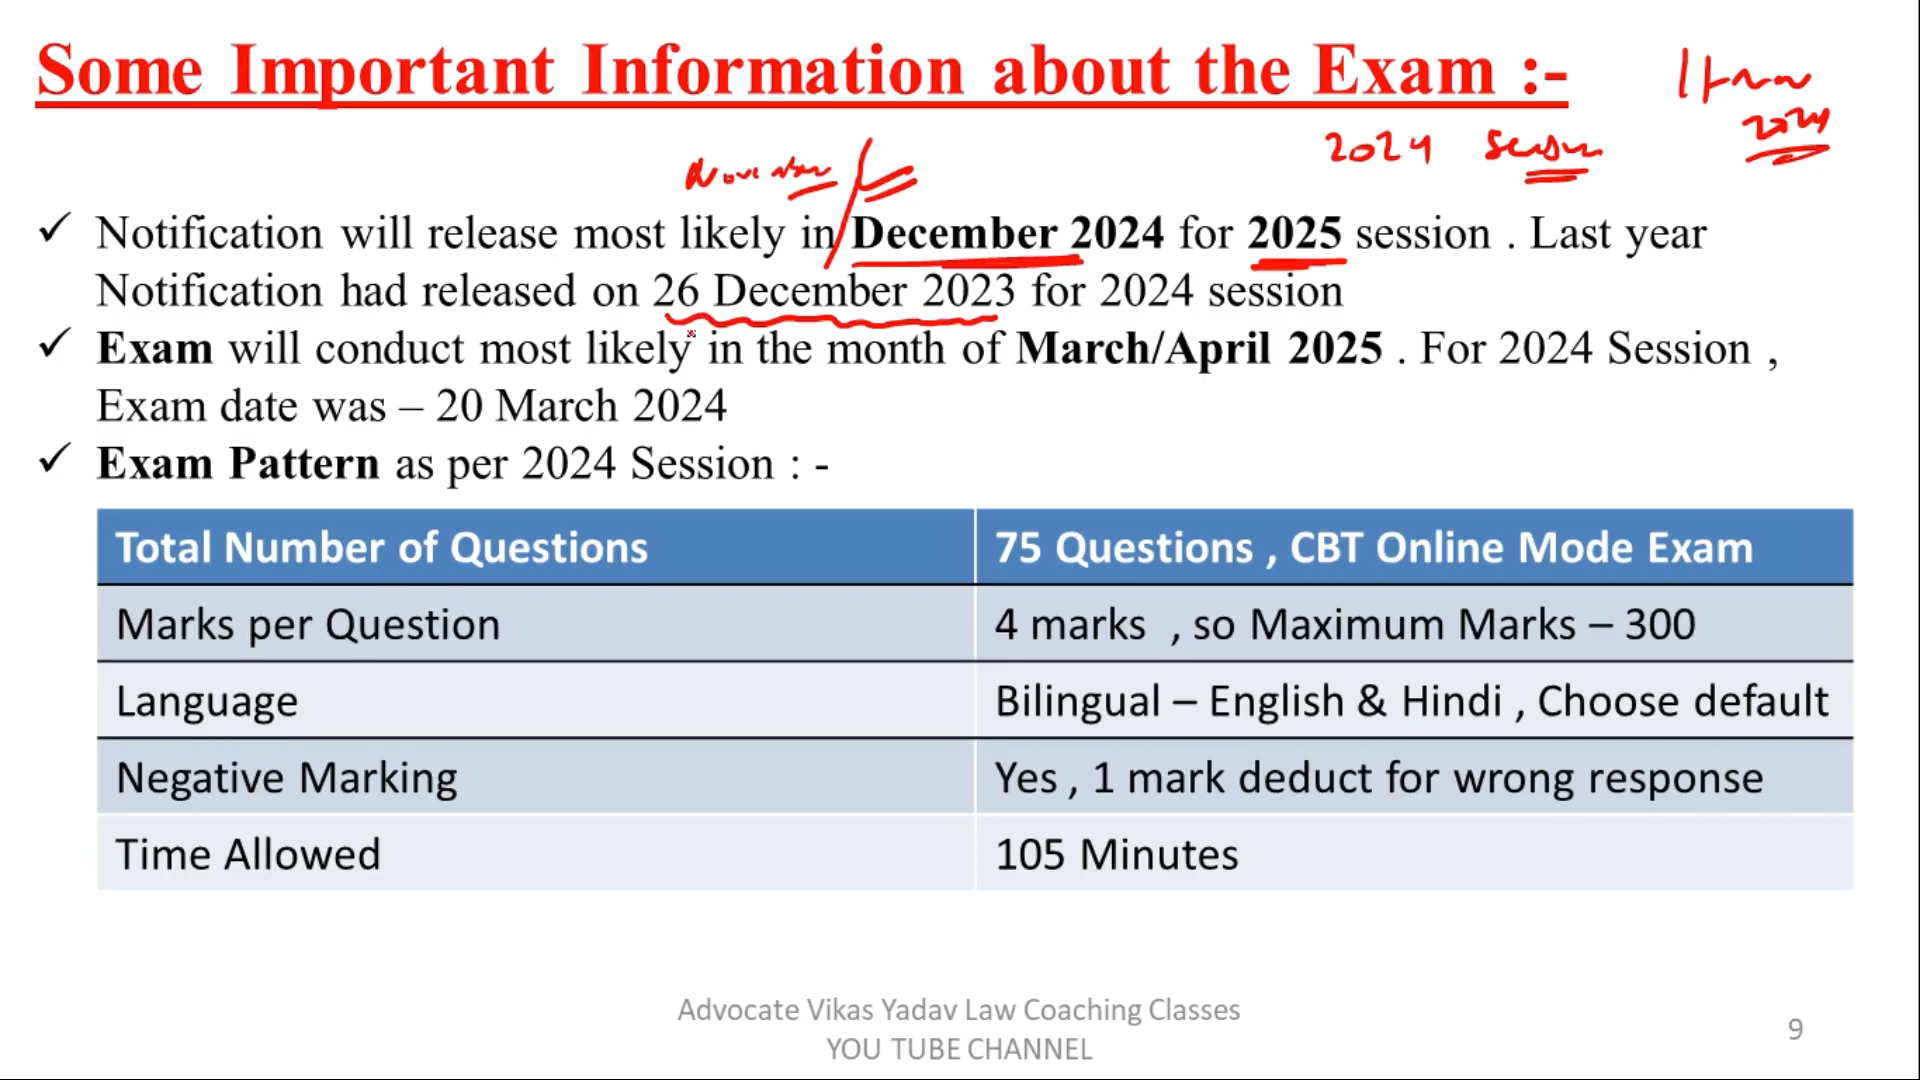 Some Important Information about the Exam :-
2024
2024 Session
November
✓ Notification will release most likely in December 2024 for 2025 session . Last year
Notification had released on 26 December 2023 for 2024 session
✓ Exam will conduct most likely in the month of March/April 2025 . For 2024 Session ,
Exam date was – 20 March 2024
✓ Exam Pattern as per 2024 Session : -
Total Number of Questions 75 Questions , CBT Online Mode Exam
Marks per Question 4 marks , so Maximum Marks – 300
Language Bilingual – English & Hindi , Choose default
Negative Marking Yes , 1 mark deduct for wrong response
Time Allowed 105 Minutes
Advocate Vikas Yadav Law Coaching Classes
YOU TUBE CHANNEL
9